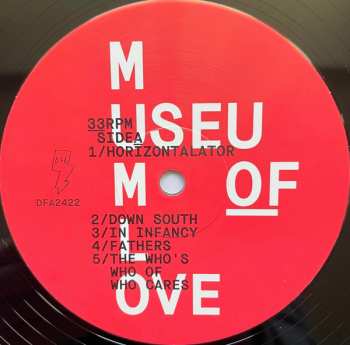 M
USEU
M OF
L
OVE
33RPM
SIDEA
1/HORIZONTALATOR
2/DOWN SOUTH
3/IN INFANCY
4/FATHERS
5/THE WHO'S
WHO OF
WHO CARES
DFA
DFA2422